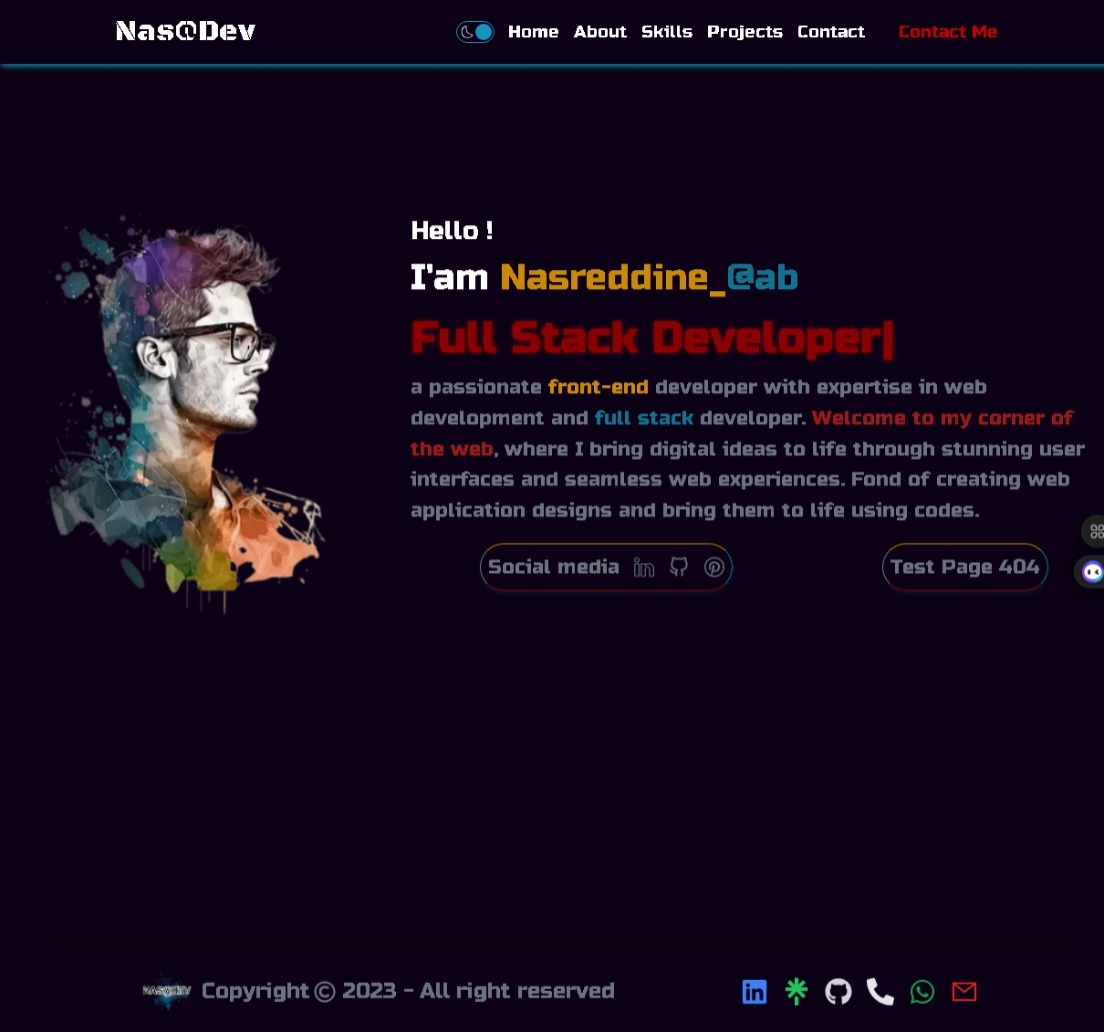 Nas@Dev
Home About Skills Projects Contact Contact Me
Hello !
I'am Nasreddine_@ab
Full Stack Developer|
a passionate front-end developer with expertise in web
development and full stack developer. Welcome to my corner of
the web, where I bring digital ideas to life through stunning user
interfaces and seamless web experiences. Fond of creating web
application designs and bring them to life using codes.
Social media
Test Page 404
NAS@DEV Copyright © 2023 - All right reserved